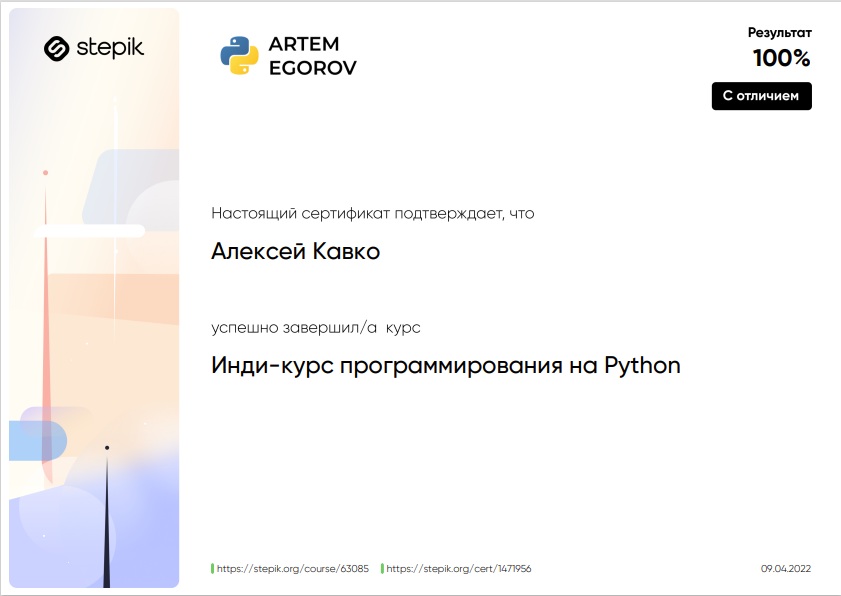 stepik
ARTEM
EGOROV
Результат
100%
С отличием
Настоящий сертификат подтверждает, что
Алексей Кавко
успешно завершил/а курс
Инди-курс программирования на Python
https://stepik.org/course/63085 https://stepik.org/cert/1471956 09.04.2022